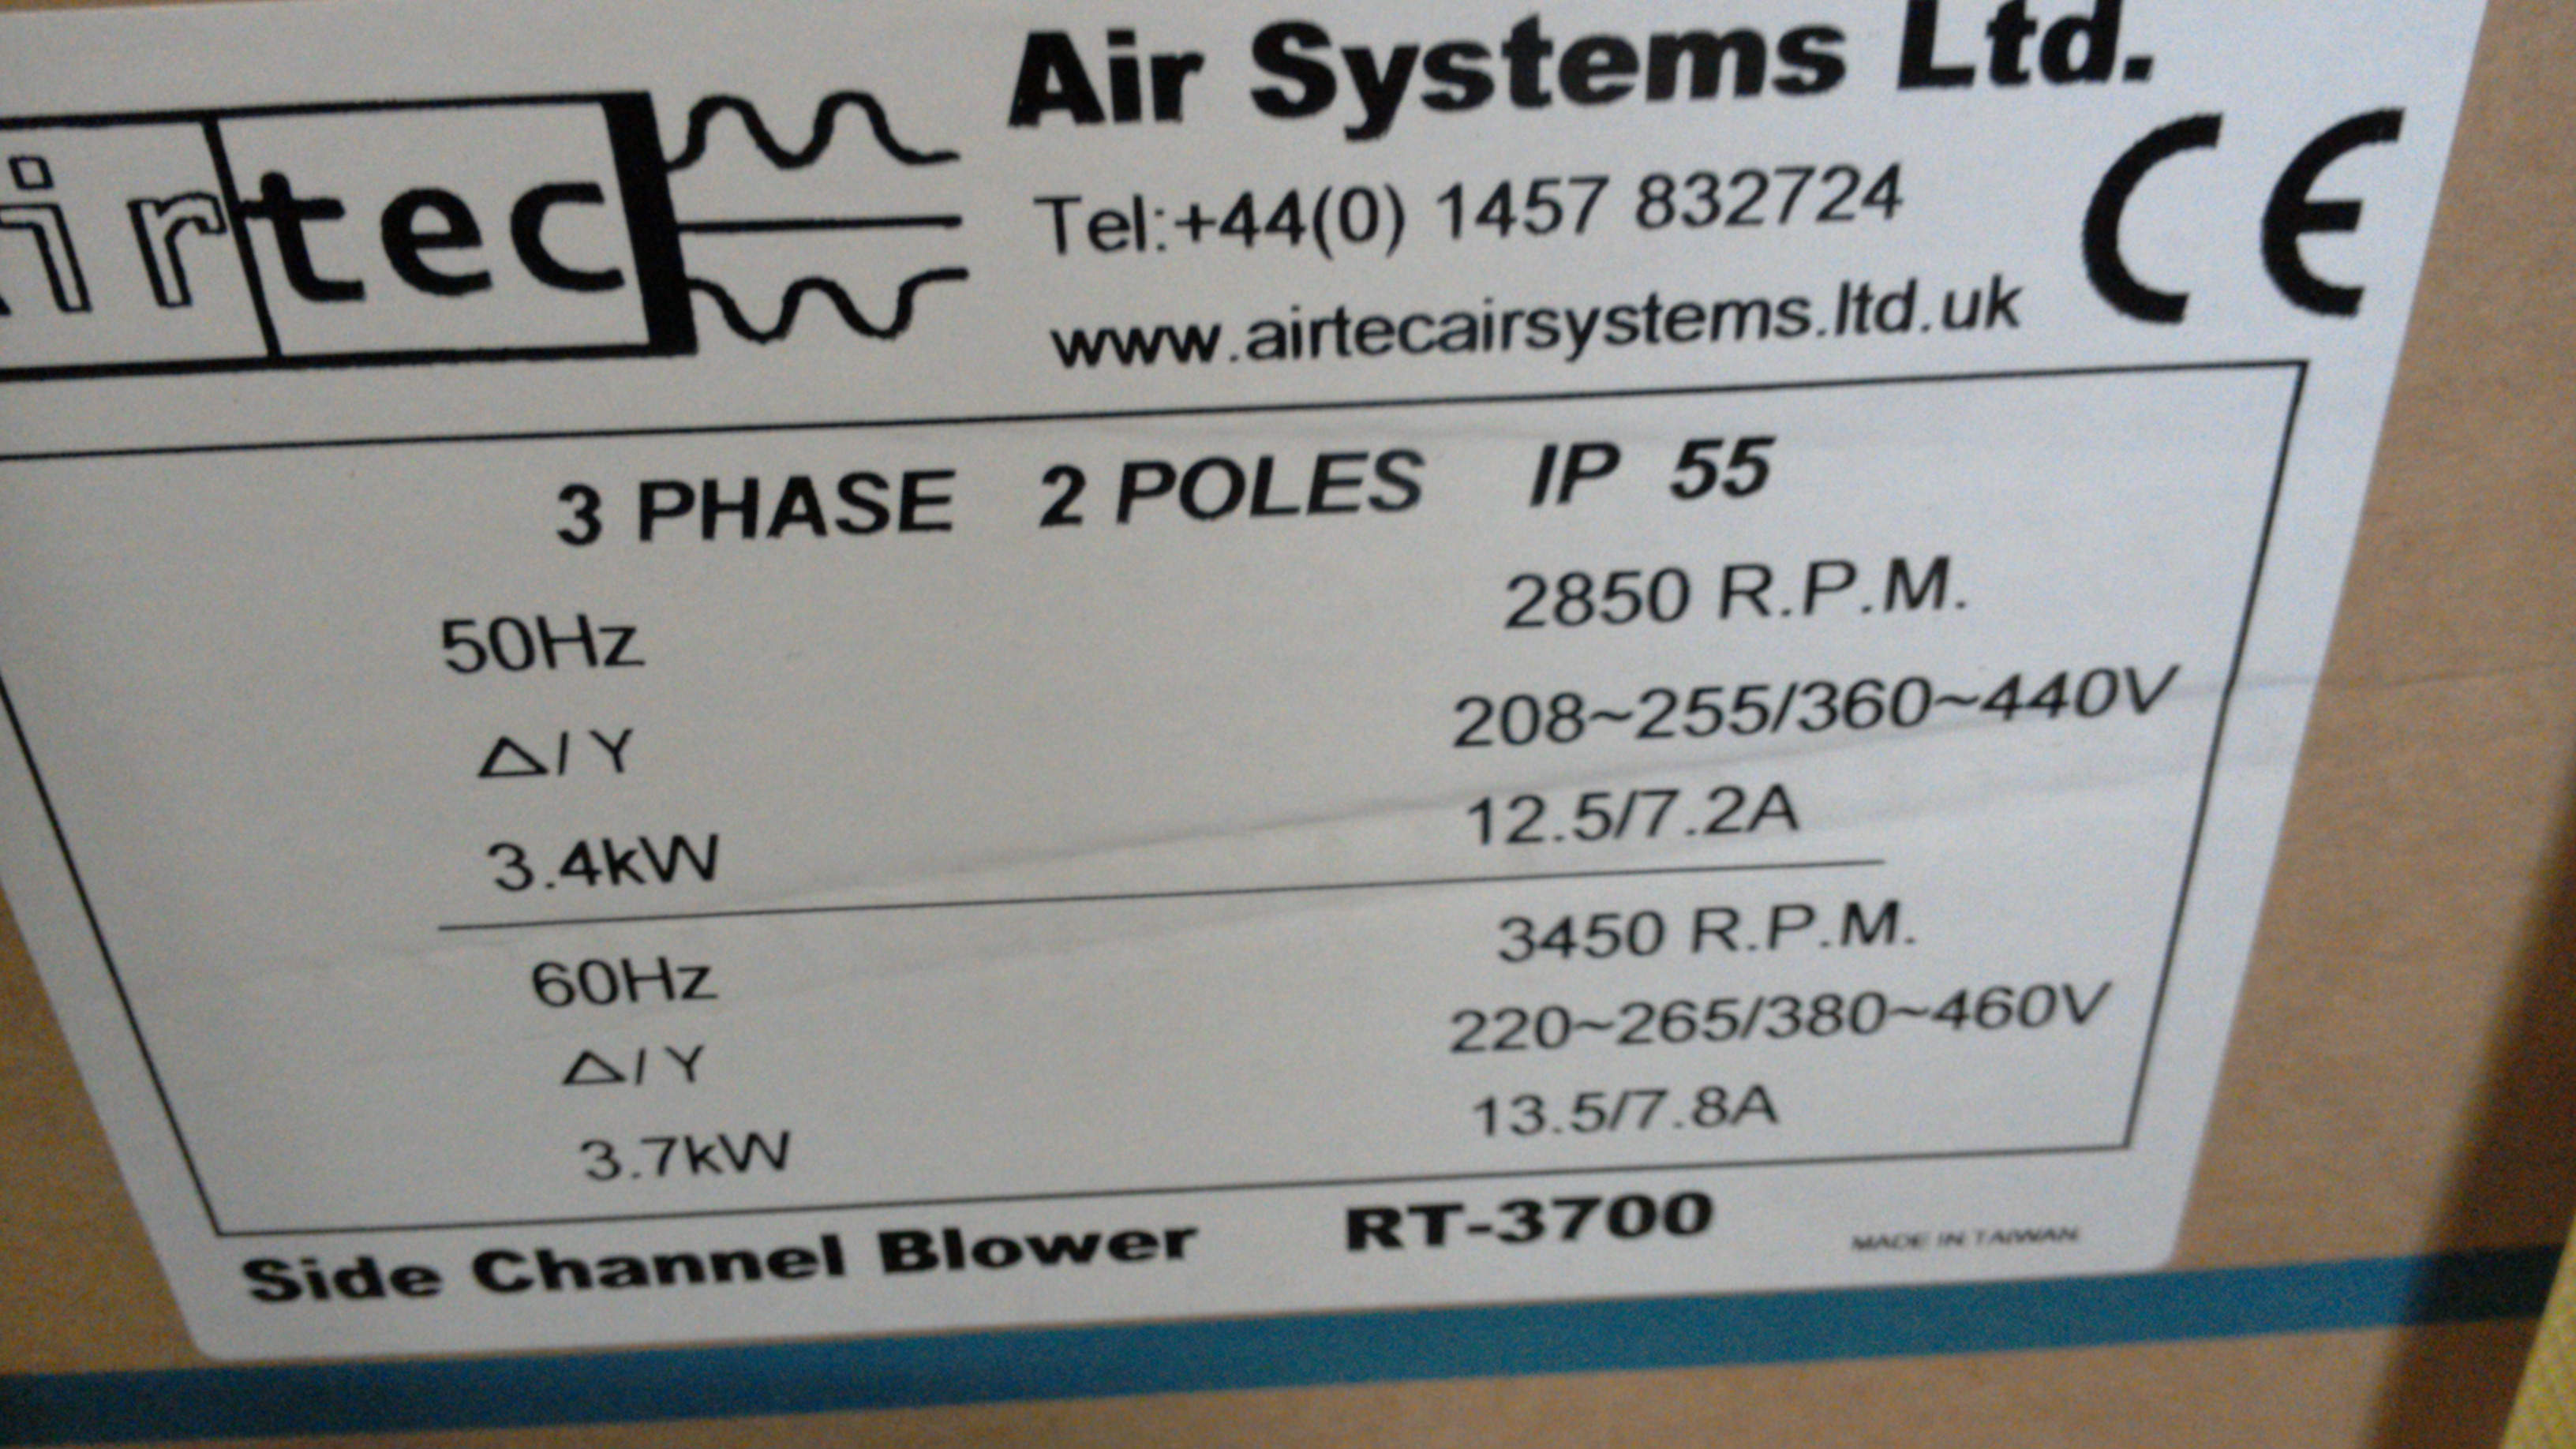 Air Systems Ltd.
irtec
Tel:+44(0) 1457 832724
CE
www.airtecairsystems.ltd.uk
3 PHASE 2 POLES IP 55
50Hz 2850 R.P.M.
△/Y 208~255/360~440V
3.4kW 12.5/7.2A
60Hz 3450 R.P.M.
△/Y 220~265/380~460V
3.7kW 13.5/7.8A
Side Channel Blower RT-3700 MADE IN TAIWAN